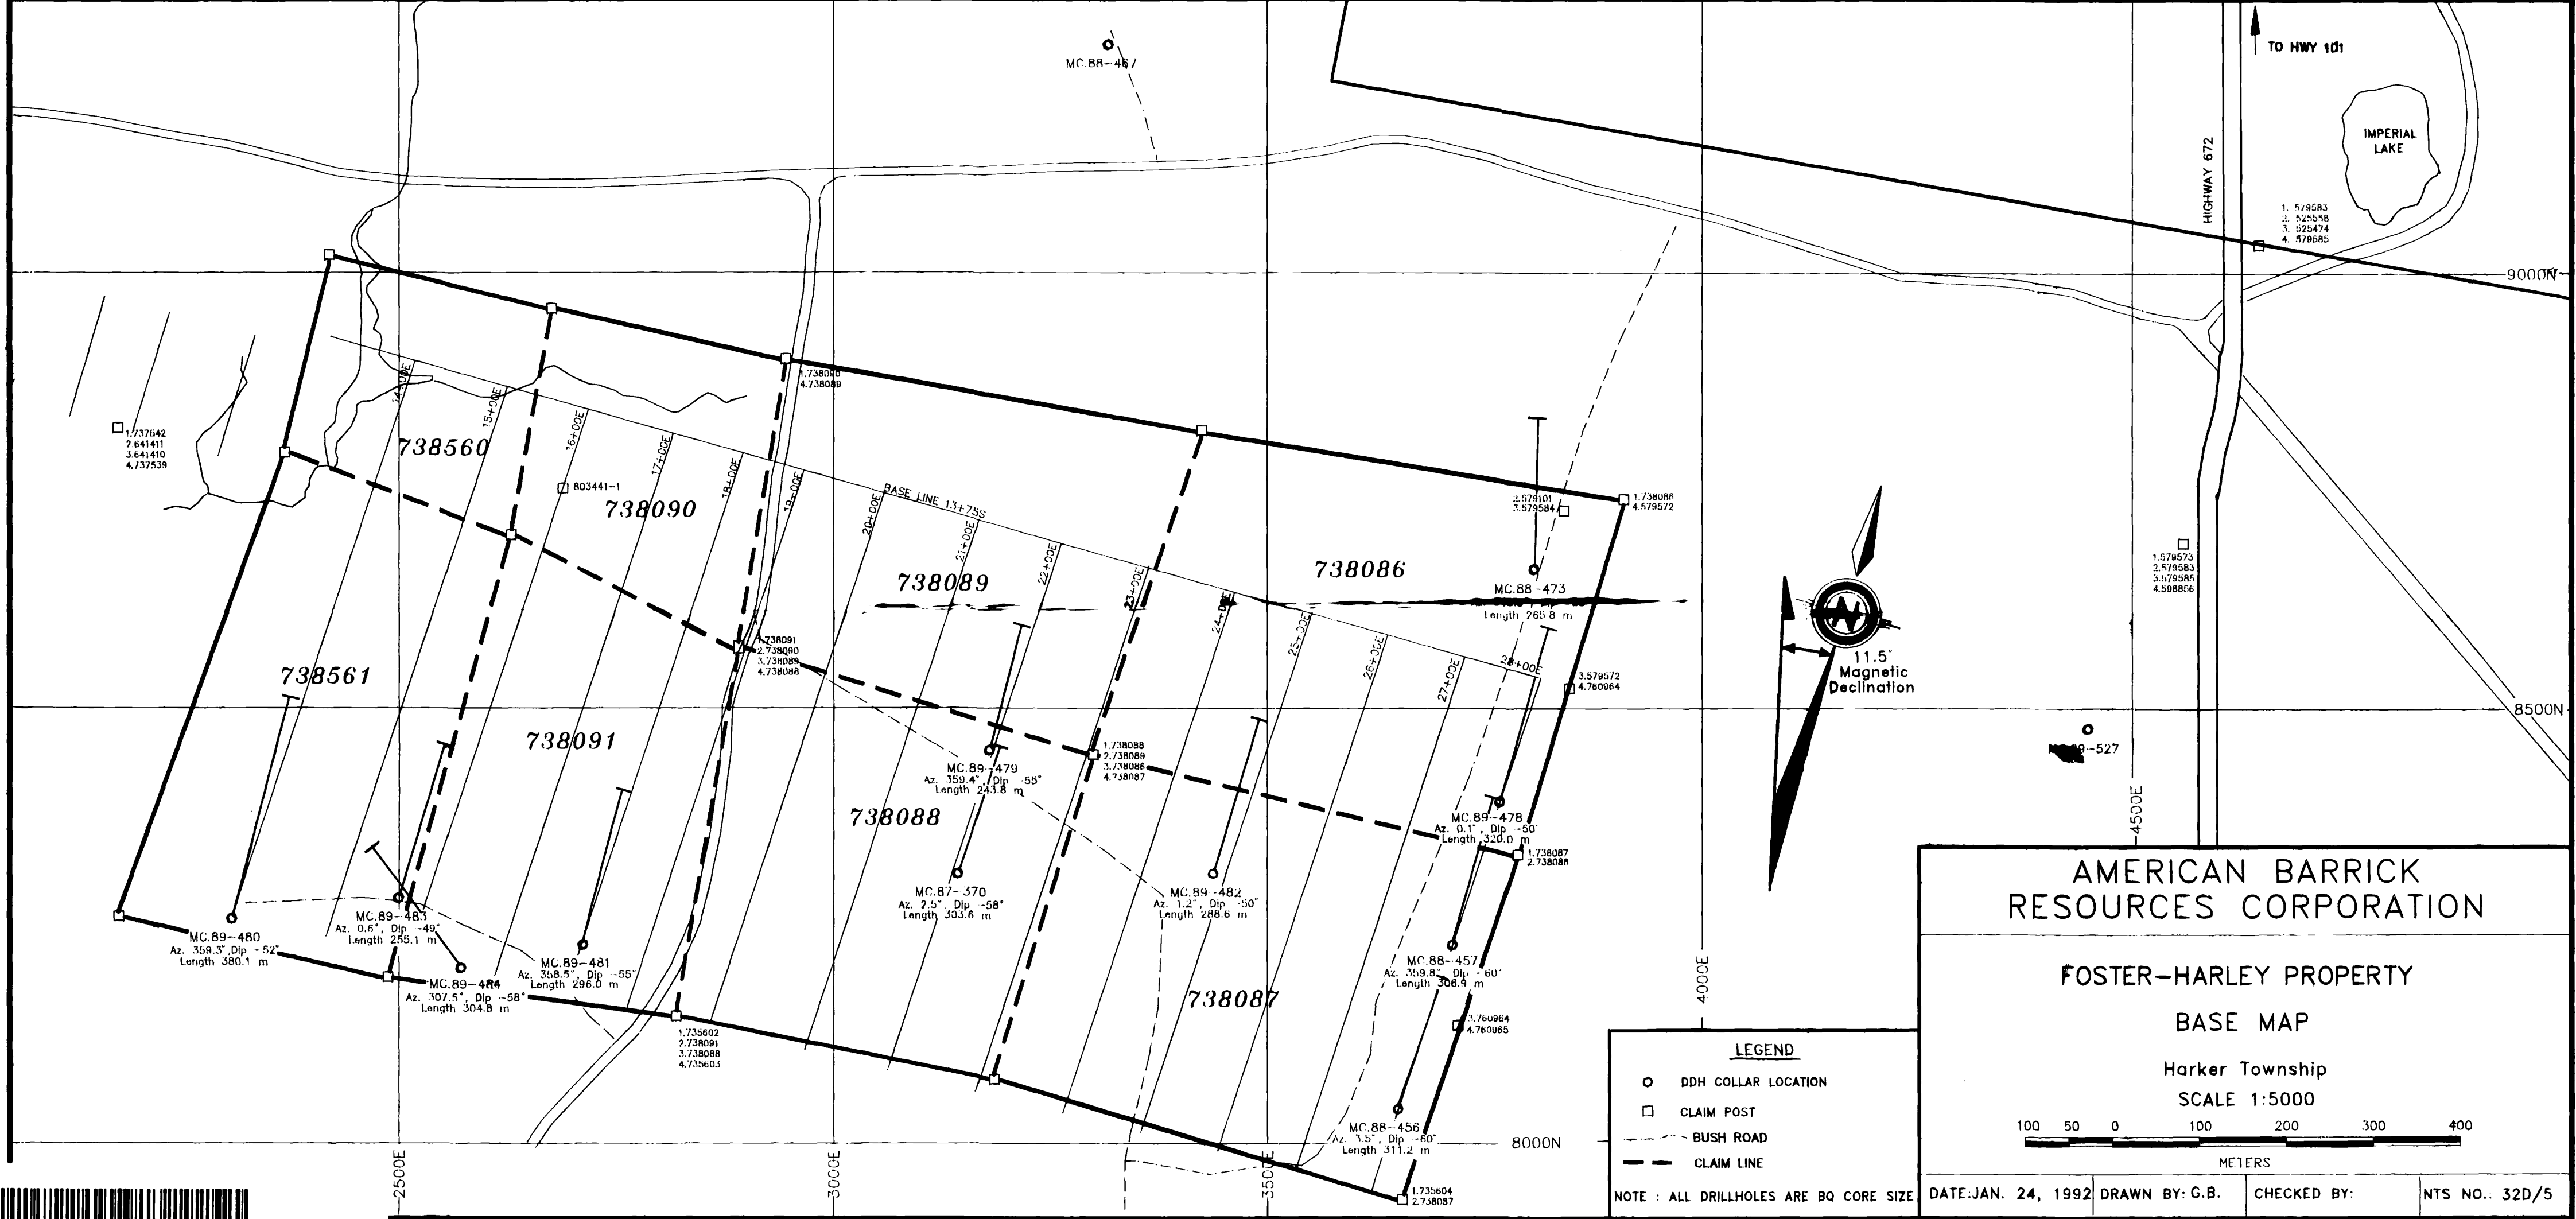 MC.88-467
TO HWY 101
IMPERIAL
LAKE
HIGHWAY 672
1. 579583
2. 525558
3. 525474
4. 579585
9000N
1.738090
4.738089
14+00E
15+00E
16+00E
17+00E
18+00E
19+00E
20+00E
21+00E
22+00E
23+00E
24+00E
25+00E
26+00E
27+00E
28+00E
BASE LINE 13+75S
1.737642
2.641411
3.641410
4.737539
738560
803441-1
738090
738089
738086
2.579101
3.579584
1.738086
4.579572
MC.88-473
Length 265.8 m
1.579573
2.579583
3.579585
4.598856
11.5°
Magnetic
Declination
1.738091
2.738090
3.738089
4.738088
738561
3.579572
4.760964
8500N
738091
-527
MC.89-479
Az. 359.4°, Dip -55°
Length 243.8 m
1.738088
2.738089
3.738086
4.738087
738088
MC.89-478
Az. 0.1°, Dip -50°
Length 320.0 m
1.738087
2.738086
4500E
MC.87-370
Az. 2.5°, Dip -58°
Length 303.6 m
MC.89-482
Az. 1.2°, Dip -50°
Length 288.6 m
MC.89-483
Az. 0.6°, Dip -49°
Length 255.1 m
MC.89-480
Az. 359.3°, Dip -52°
Length 380.1 m
MC.89-481
Az. 358.5°, Dip -55°
Length 296.0 m
MC.89-484
Az. 307.5°, Dip -58°
Length 304.8 m
MC.88-457
Az. 359.8°, Dip -60°
Length 306.9 m
738087
4000E
3.760964
4.760965
1.735602
2.738091
3.738088
4.735603
MC.88-456
Az. 3.5°, Dip -60°
Length 311.2 m
8000N
2500E
3000E
3500E
1.735604
2.738087
LEGEND
DDH COLLAR LOCATION
CLAIM POST
BUSH ROAD
CLAIM LINE
NOTE : ALL DRILLHOLES ARE BQ CORE SIZE
AMERICAN BARRICK
RESOURCES CORPORATION
FOSTER-HARLEY PROPERTY
BASE MAP
Harker Township
SCALE 1:5000
100 50 0 100 200 300 400
METERS
DATE:JAN. 24, 1992 DRAWN BY: G.B. CHECKED BY: NTS NO.: 32D/5